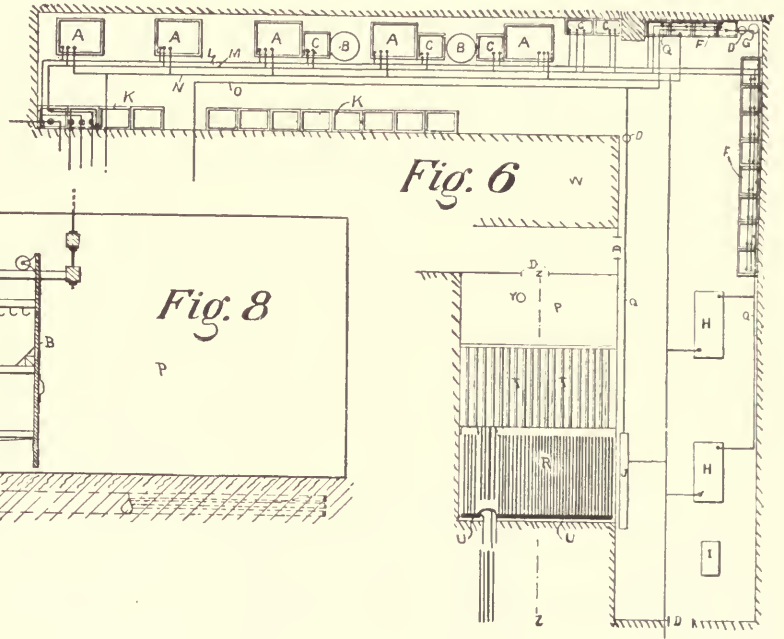 A A A C B A C B C A C C F D G
L M
N O
Q
K K
D
Fig. 6
W
F
B
D
Z
YO P
Q
H
Q
Fig. 8
B
P
T T
R
J
H
U U
I
Z
D